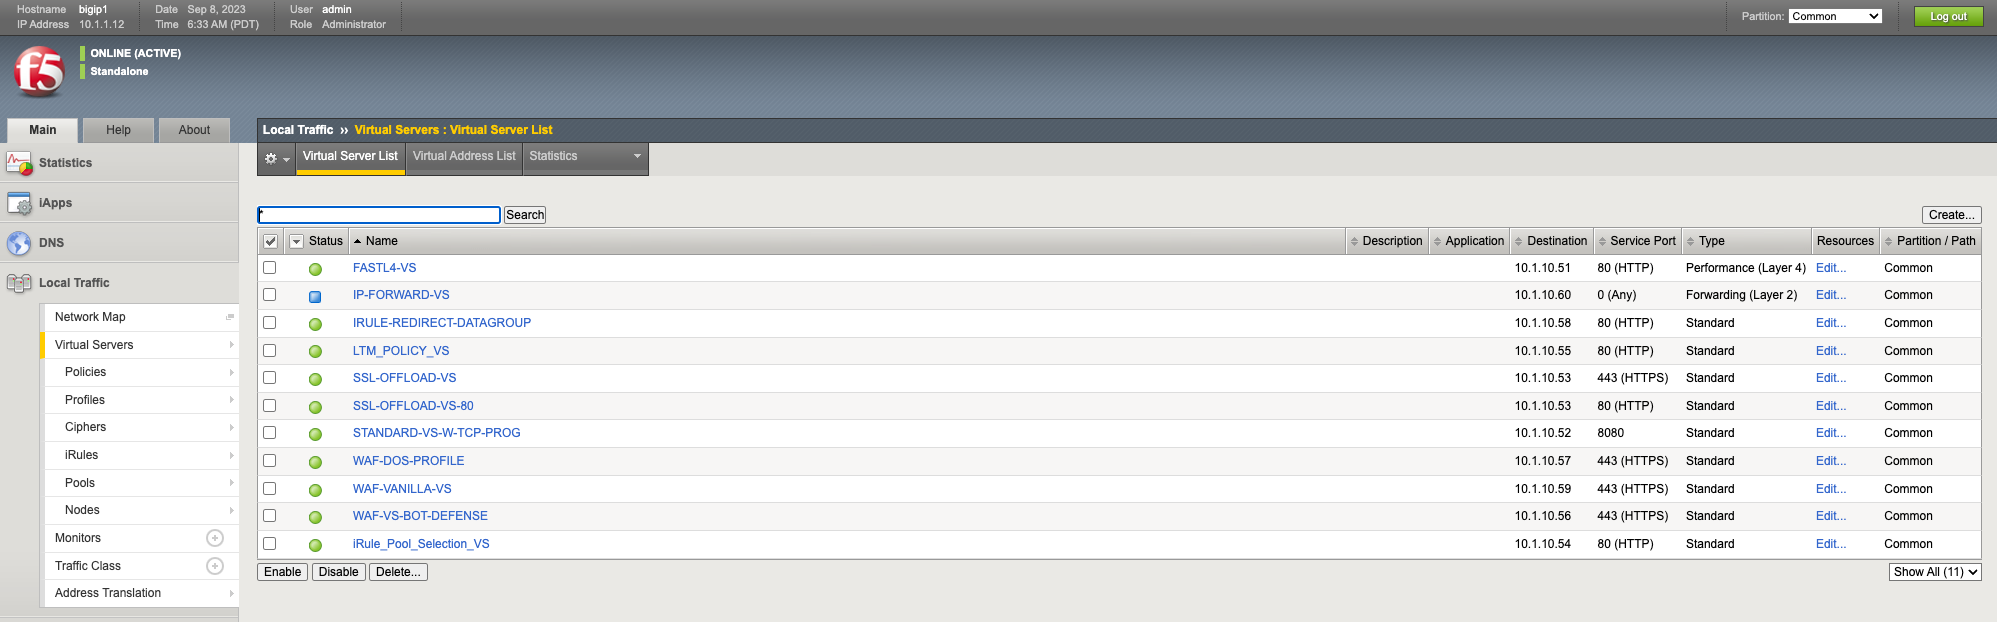 Hostname bigip1 Date Sep 8, 2023 User admin
IP Address 10.1.1.12 Time 6:33 AM (PDT) Role Administrator
Partition: Common Log out
f5
ONLINE (ACTIVE)
Standalone
Main Help About
Local Traffic ›› Virtual Servers : Virtual Server List
Virtual Server List Virtual Address List Statistics
Statistics
iApps
DNS
Local Traffic
Network Map
Virtual Servers
Policies
Profiles
Ciphers
iRules
Pools
Nodes
Monitors
Traffic Class
Address Translation
* Search Create...
Status Name Description Application Destination Service Port Type Resources Partition / Path
FASTL4-VS 10.1.10.51 80 (HTTP) Performance (Layer 4) Edit... Common
IP-FORWARD-VS 10.1.10.60 0 (Any) Forwarding (Layer 2) Edit... Common
IRULE-REDIRECT-DATAGROUP 10.1.10.58 80 (HTTP) Standard Edit... Common
LTM_POLICY_VS 10.1.10.55 80 (HTTP) Standard Edit... Common
SSL-OFFLOAD-VS 10.1.10.53 443 (HTTPS) Standard Edit... Common
SSL-OFFLOAD-VS-80 10.1.10.53 80 (HTTP) Standard Edit... Common
STANDARD-VS-W-TCP-PROG 10.1.10.52 8080 Standard Edit... Common
WAF-DOS-PROFILE 10.1.10.57 443 (HTTPS) Standard Edit... Common
WAF-VANILLA-VS 10.1.10.59 443 (HTTPS) Standard Edit... Common
WAF-VS-BOT-DEFENSE 10.1.10.56 443 (HTTPS) Standard Edit... Common
iRule_Pool_Selection_VS 10.1.10.54 80 (HTTP) Standard Edit... Common
Enable Disable Delete... Show All (11)